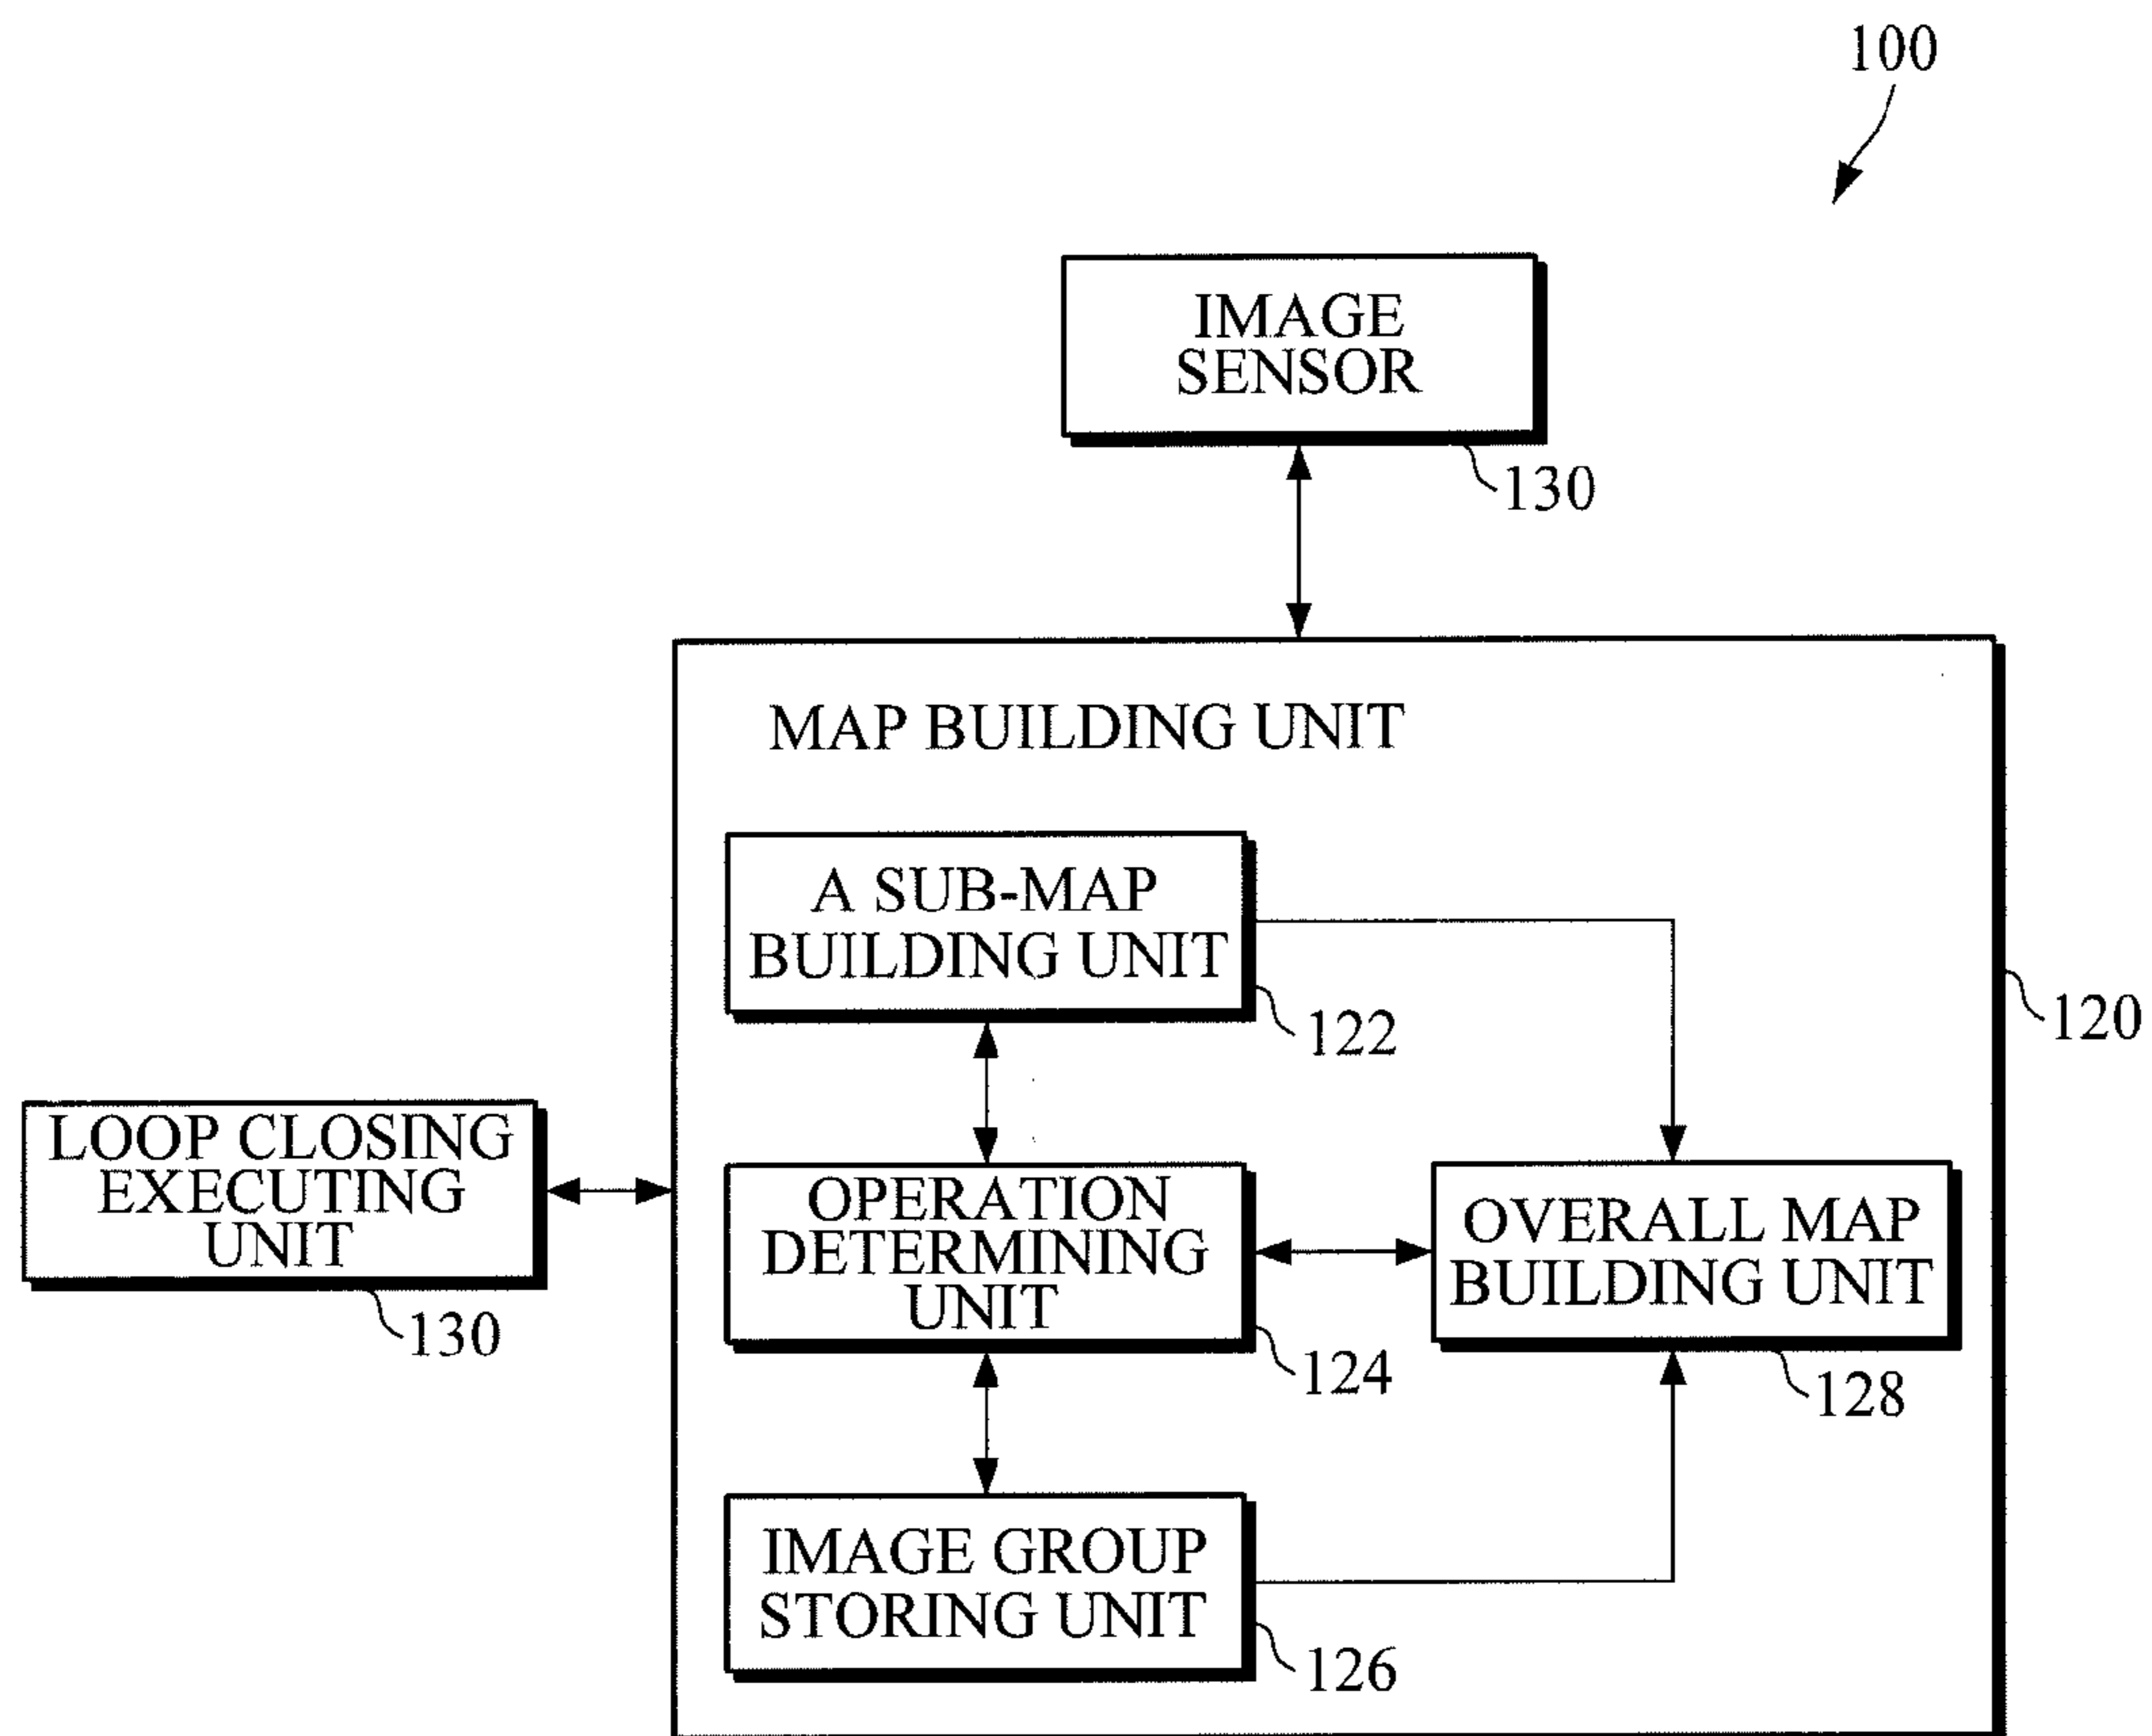 100
IMAGE
SENSOR
130
MAP BUILDING UNIT
A SUB-MAP
BUILDING UNIT
122
120
LOOP CLOSING
EXECUTING
UNIT
130
OPERATION
DETERMINING
UNIT
124
OVERALL MAP
BUILDING UNIT
128
IMAGE GROUP
STORING UNIT
126